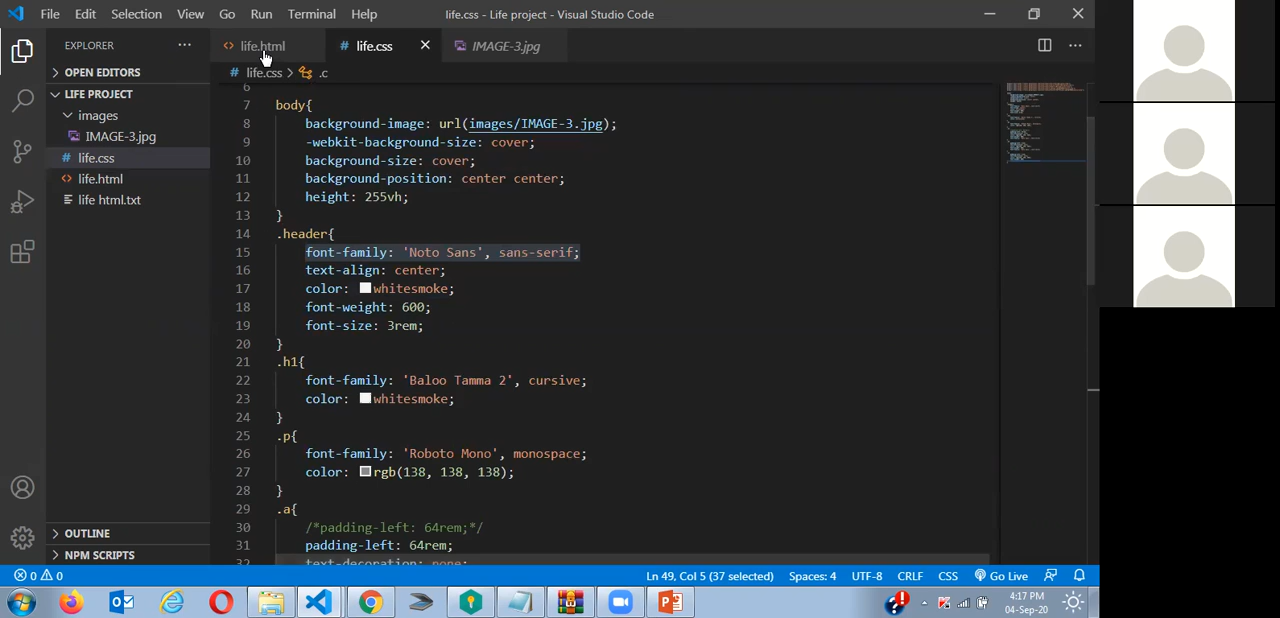 File Edit Selection View Go Run Terminal Help life.css - Life project - Visual Studio Code
EXPLORER ··· life.html life.css IMAGE-3.jpg ···
OPEN EDITORS
life.css > .c
LIFE PROJECT
images
IMAGE-3.jpg
life.css
life.html
life html.txt
OUTLINE
NPM SCRIPTS
6
7 body{
8 background-image: url(images/IMAGE-3.jpg);
9 -webkit-background-size: cover;
10 background-size: cover;
11 background-position: center center;
12 height: 255vh;
13 }
14 .header{
15 font-family: 'Noto Sans', sans-serif;
16 text-align: center;
17 color: whitesmoke;
18 font-weight: 600;
19 font-size: 3rem;
20 }
21 .h1{
22 font-family: 'Baloo Tamma 2', cursive;
23 color: whitesmoke;
24 }
25 .p{
26 font-family: 'Roboto Mono', monospace;
27 color: rgb(138, 138, 138);
28 }
29 .a{
30 /*padding-left: 64rem;*/
31 padding-left: 64rem;
32 text-decoration: none;
0 0 Ln 49, Col 5 (37 selected) Spaces: 4 UTF-8 CRLF CSS Go Live
4:17 PM
04-Sep-20